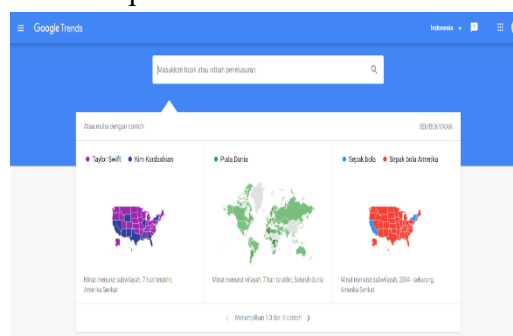 Google Trends
Indonesia
Masukkan topik atau istilah penelusuran
Atau mulai dengan contoh
SEMBUNYIKAN
Taylor Swift Kim Kardashian
Piala Dunia
Sepak bola Sepak bola Amerika
Minat menurut subwilayah, 7 hari terakhir,
Amerika Serikat
Minat menurut wilayah, 7 hari terakhir, Seluruh dunia
Minat menurut subwilayah, 2004 - sekarang,
Amerika Serikat
Menampilkan 1-3 dari 6 contoh